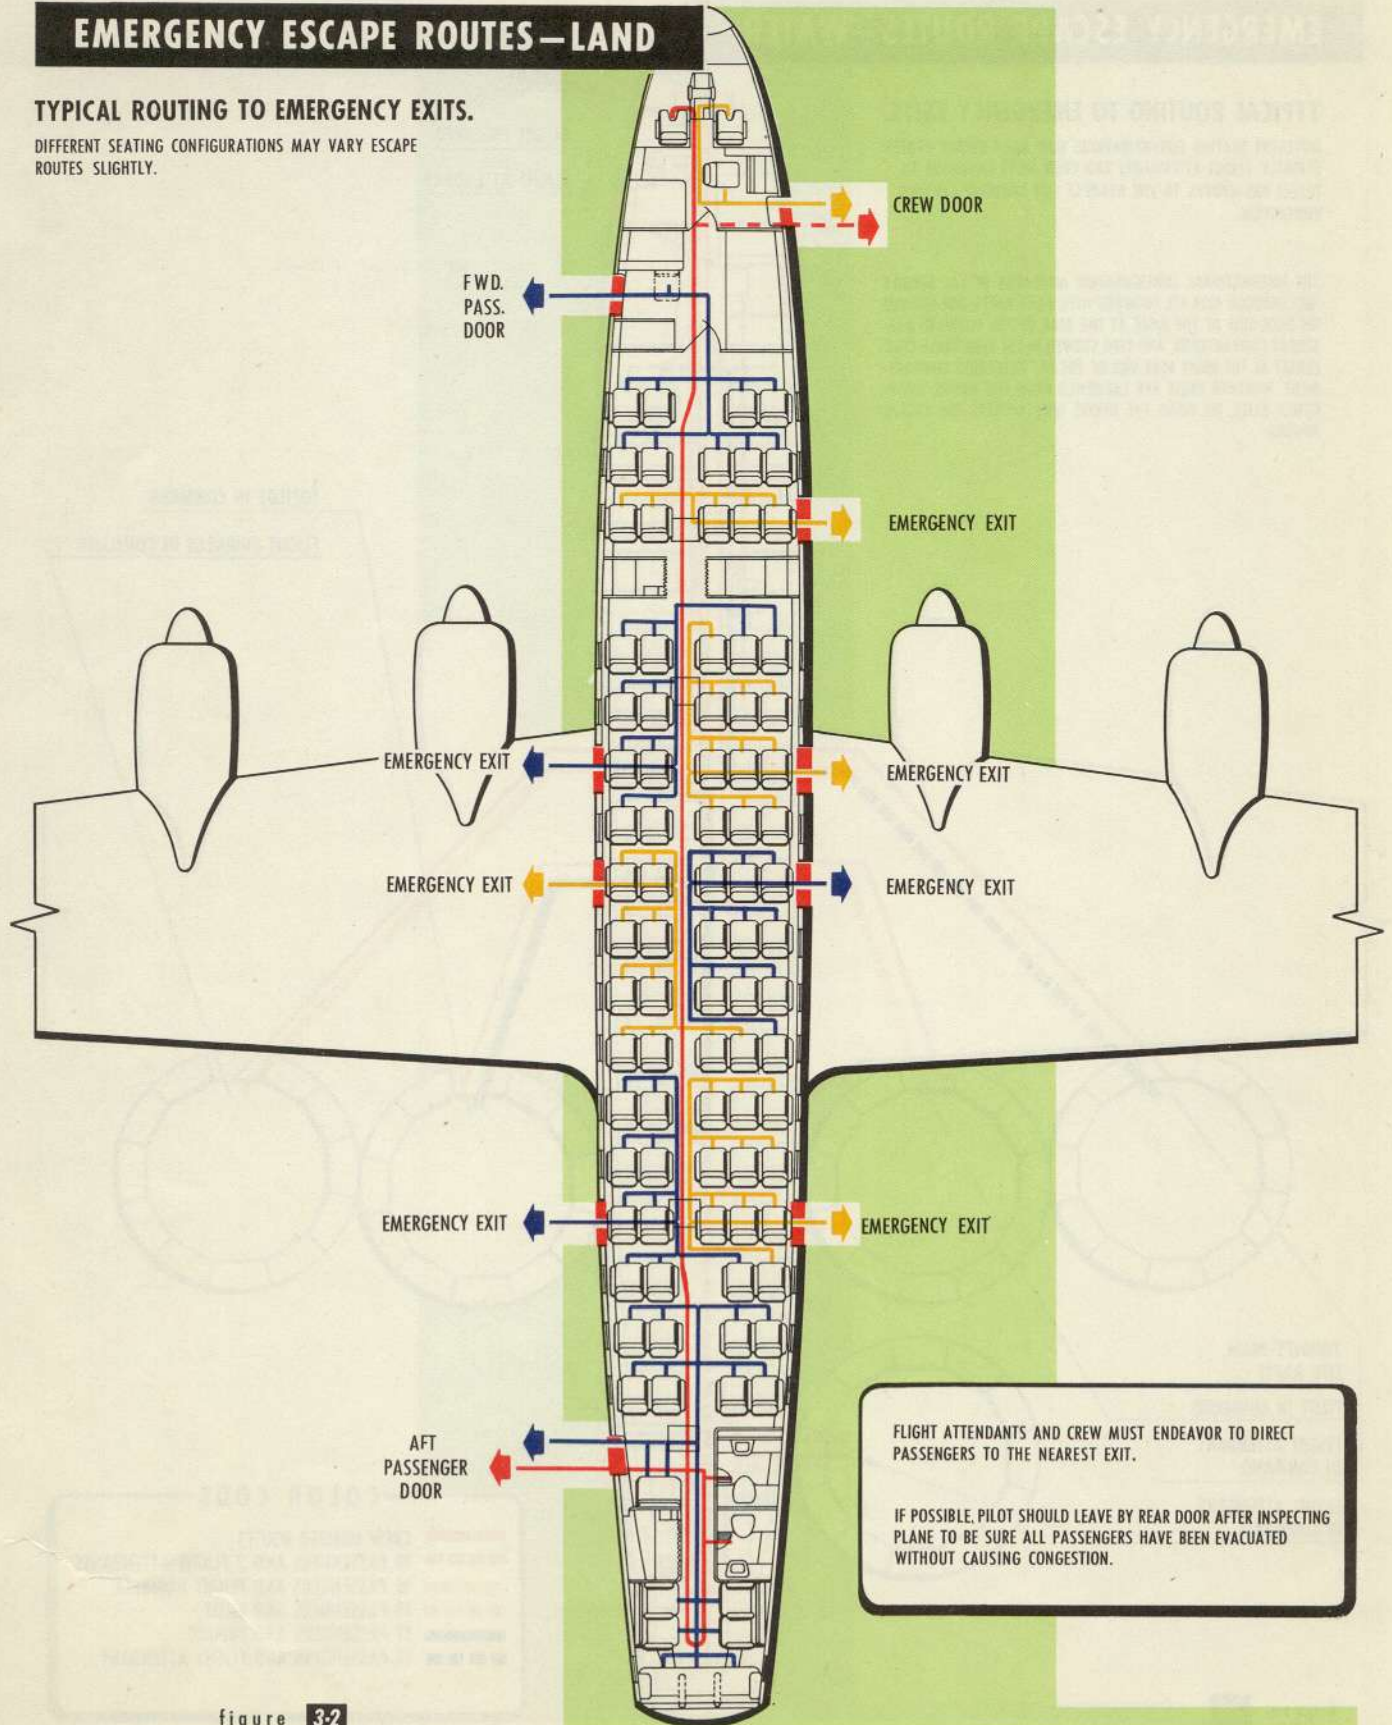 EMERGENCY ESCAPE ROUTES—LAND
TYPICAL ROUTING TO EMERGENCY EXITS.
DIFFERENT SEATING CONFIGURATIONS MAY VARY ESCAPE
ROUTES SLIGHTLY.
CREW DOOR
FWD.
PASS.
DOOR
EMERGENCY EXIT
EMERGENCY EXIT
EMERGENCY EXIT
EMERGENCY EXIT
EMERGENCY EXIT
EMERGENCY EXIT
EMERGENCY EXIT
AFT
PASSENGER
DOOR
FLIGHT ATTENDANTS AND CREW MUST ENDEAVOR TO DIRECT
PASSENGERS TO THE NEAREST EXIT.
IF POSSIBLE, PILOT SHOULD LEAVE BY REAR DOOR AFTER INSPECTING
PLANE TO BE SURE ALL PASSENGERS HAVE BEEN EVACUATED
WITHOUT CAUSING CONGESTION.
figure 3-2